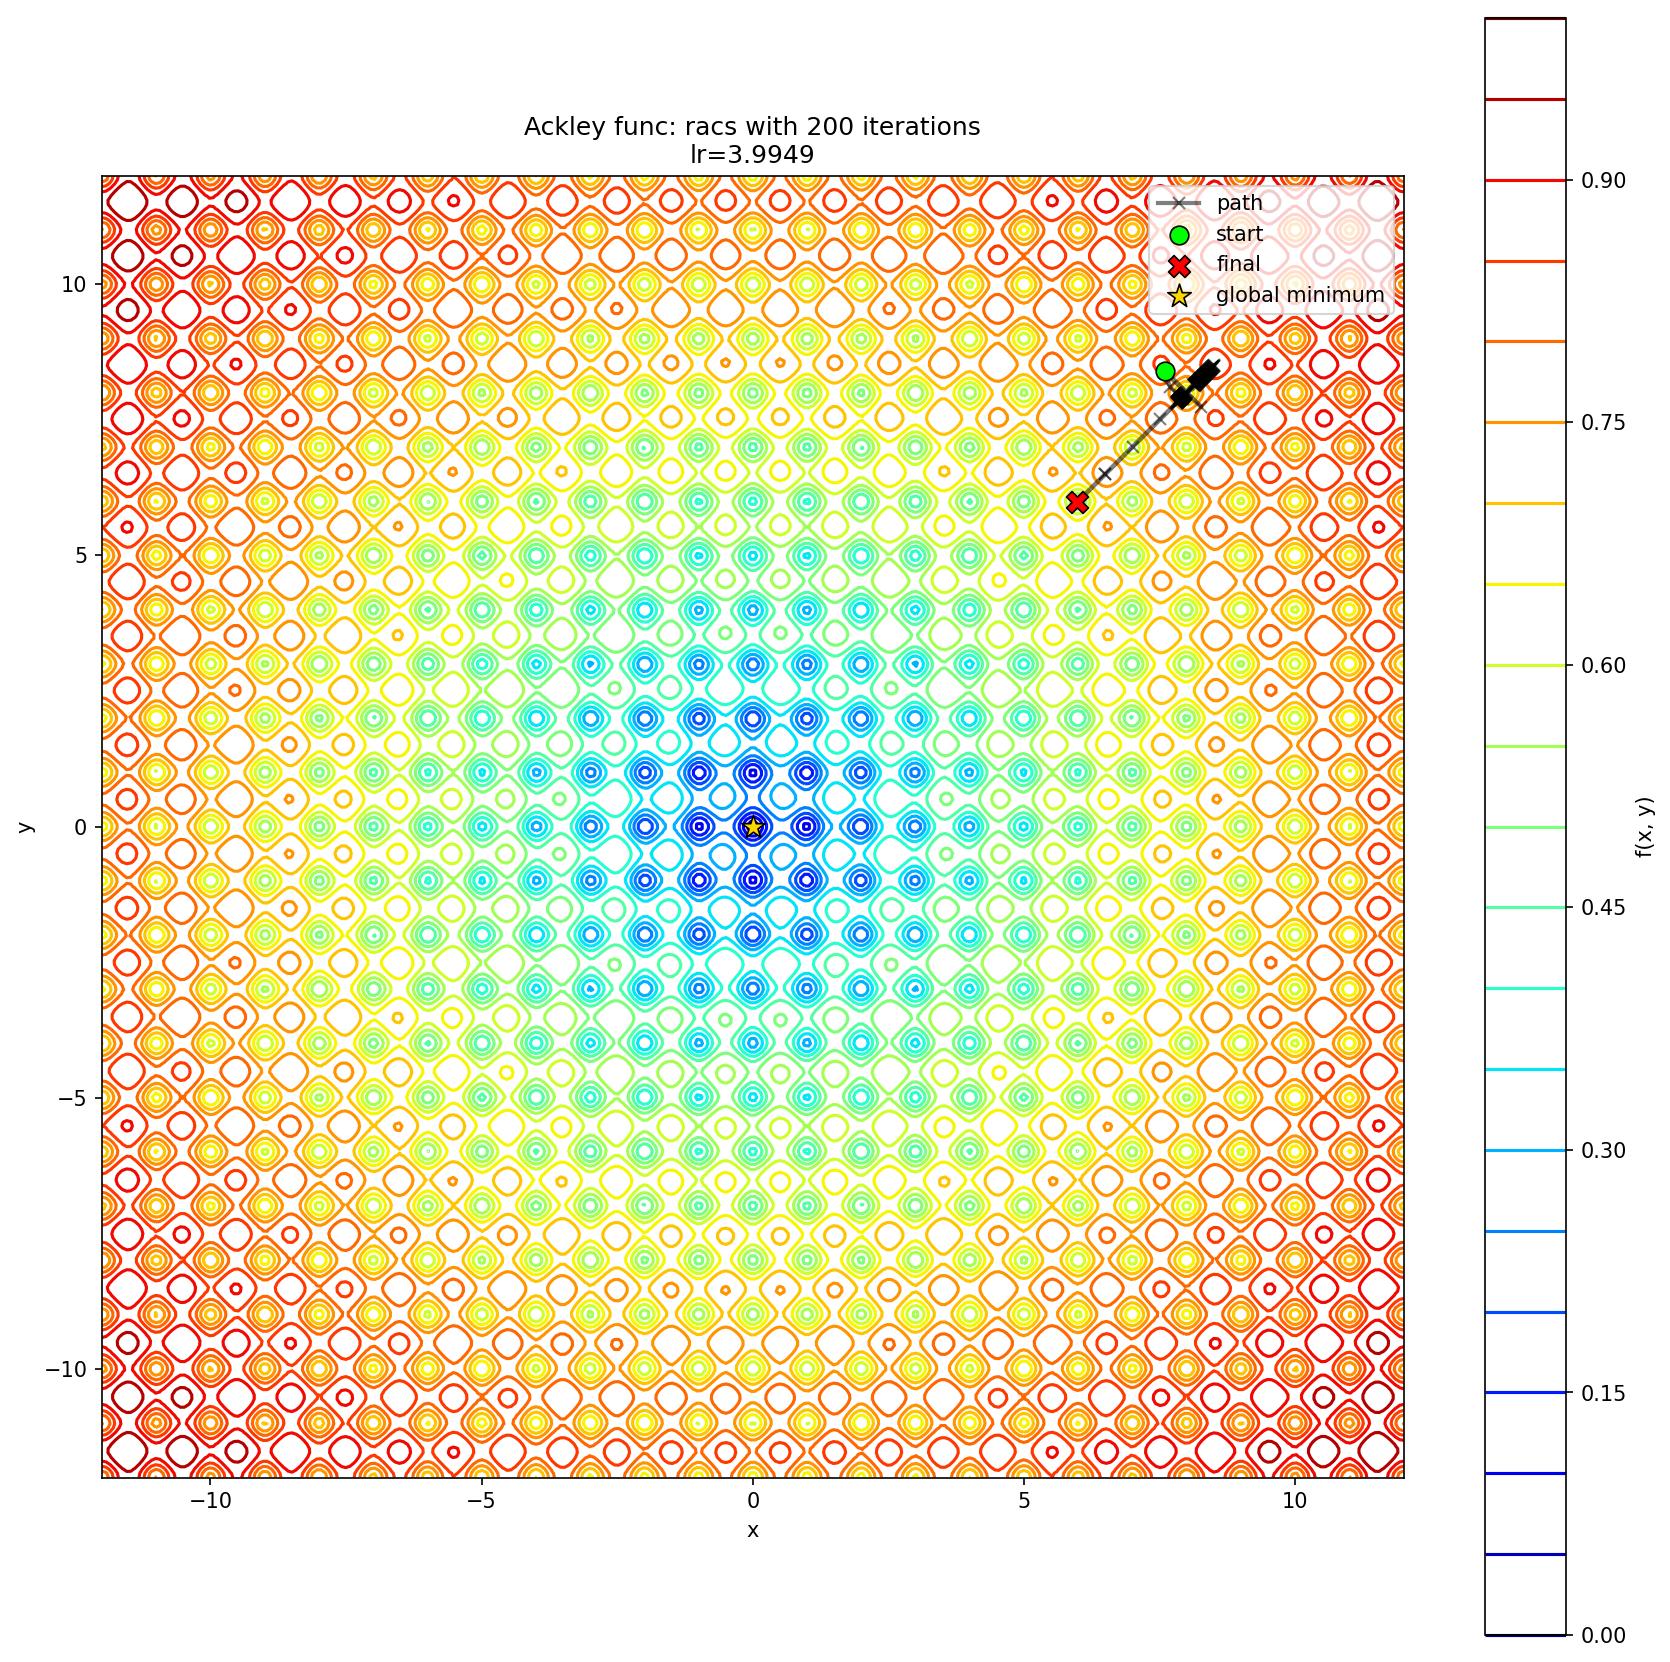 Ackley func: racs with 200 iterations
lr=3.9949
path
start
final
global minimum
10
5
0
−5
−10
y
−10
−5
0
5
10
x
0.90
0.75
0.60
0.45
0.30
0.15
0.00
f(x, y)